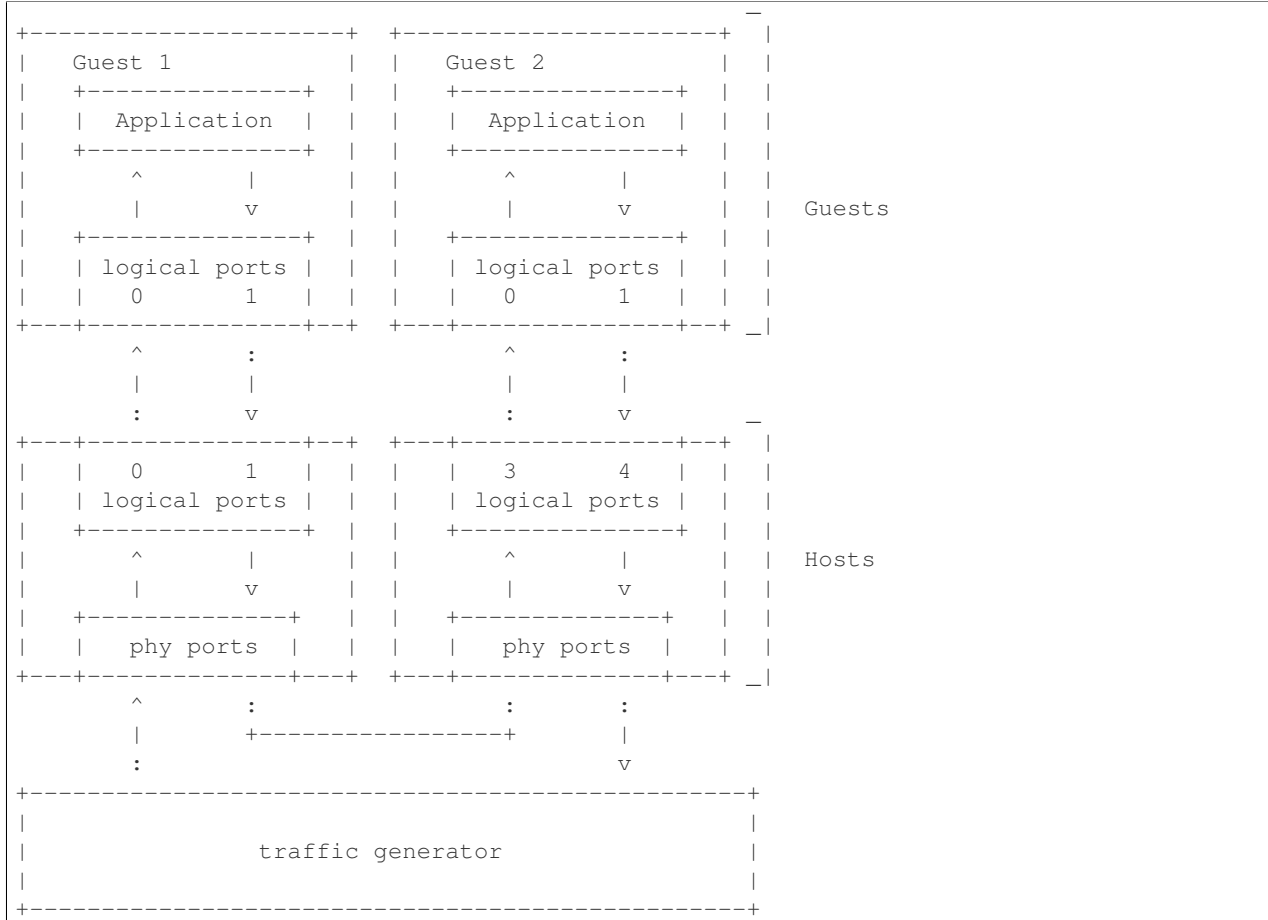 Guest 1 Guest 2
Application Application
Guests
logical ports logical ports
0 1 0 1
0 1 3 4
logical ports logical ports
Hosts
phy ports phy ports
traffic generator